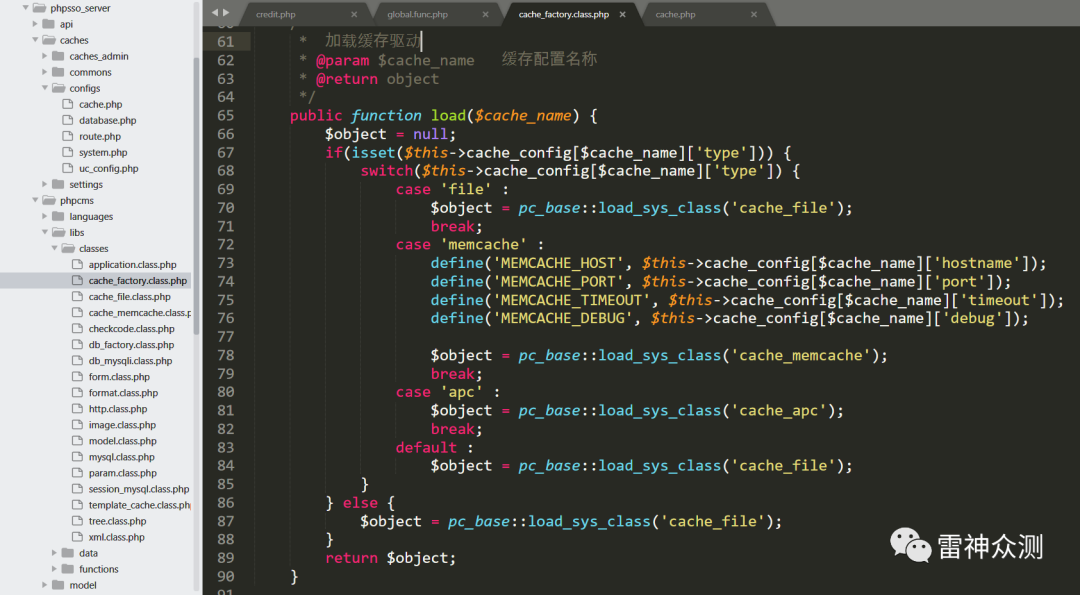 phpsso_server
api
caches
caches_admin
commons
configs
cache.php
database.php
route.php
system.php
uc_config.php
settings
phpcms
languages
libs
classes
application.class.php
cache_factory.class.php
cache_file.class.php
cache_memcache.class.p
checkcode.class.php
db_factory.class.php
db_mysqli.class.php
form.class.php
format.class.php
http.class.php
image.class.php
model.class.php
mysql.class.php
param.class.php
session_mysql.class.php
template_cache.class.ph
tree.class.php
xml.class.php
data
functions
model
credit.php × global.func.php × cache_factory.class.php × cache.php ×
61 * 加载缓存驱动
62 * @param $cache_name 缓存配置名称
63 * @return object
64 */
65 public function load($cache_name) {
66 $object = null;
67 if(isset($this->cache_config[$cache_name]['type'])) {
68 switch($this->cache_config[$cache_name]['type']) {
69 case 'file' :
70 $object = pc_base::load_sys_class('cache_file');
71 break;
72 case 'memcache' :
73 define('MEMCACHE_HOST', $this->cache_config[$cache_name]['hostname']);
74 define('MEMCACHE_PORT', $this->cache_config[$cache_name]['port']);
75 define('MEMCACHE_TIMEOUT', $this->cache_config[$cache_name]['timeout']);
76 define('MEMCACHE_DEBUG', $this->cache_config[$cache_name]['debug']);
77
78 $object = pc_base::load_sys_class('cache_memcache');
79 break;
80 case 'apc' :
81 $object = pc_base::load_sys_class('cache_apc');
82 break;
83 default :
84 $object = pc_base::load_sys_class('cache_file');
85 }
86 } else {
87 $object = pc_base::load_sys_class('cache_file');
88 }
89 return $object;
90 }
雷神众测